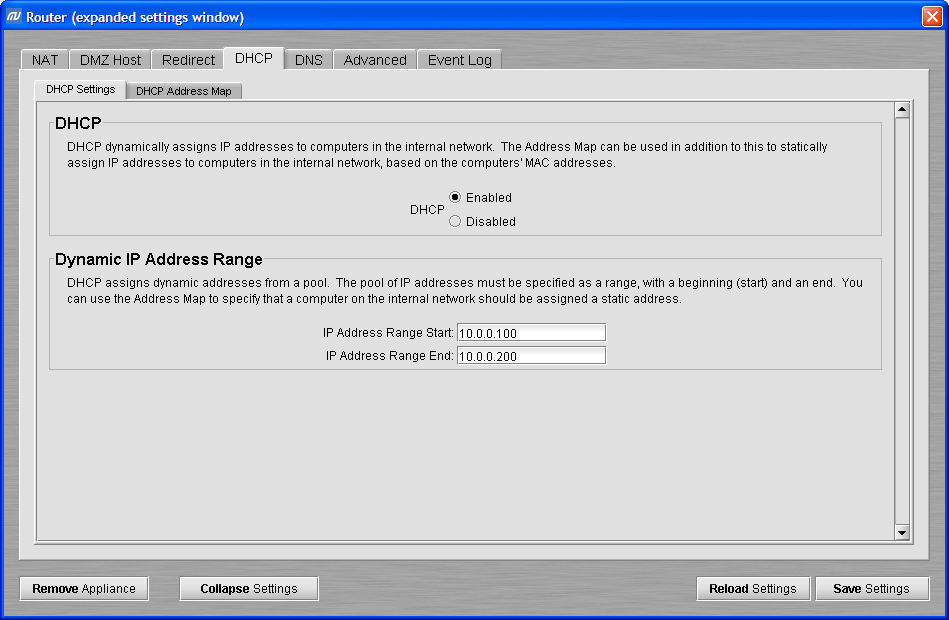 Router (expanded settings window)
NAT DMZ Host Redirect DHCP DNS Advanced Event Log
DHCP Settings DHCP Address Map
DHCP
DHCP dynamically assigns IP addresses to computers in the internal network. The Address Map can be used in addition to this to statically
assign IP addresses to computers in the internal network, based on the computers' MAC addresses.
DHCP
Enabled
Disabled
Dynamic IP Address Range
DHCP assigns dynamic addresses from a pool. The pool of IP addresses must be specified as a range, with a beginning (start) and an end. You
can use the Address Map to specify that a computer on the internal network should be assigned a static address.
IP Address Range Start: 10.0.0.100
IP Address Range End: 10.0.0.200
Remove Appliance Collapse Settings Reload Settings Save Settings